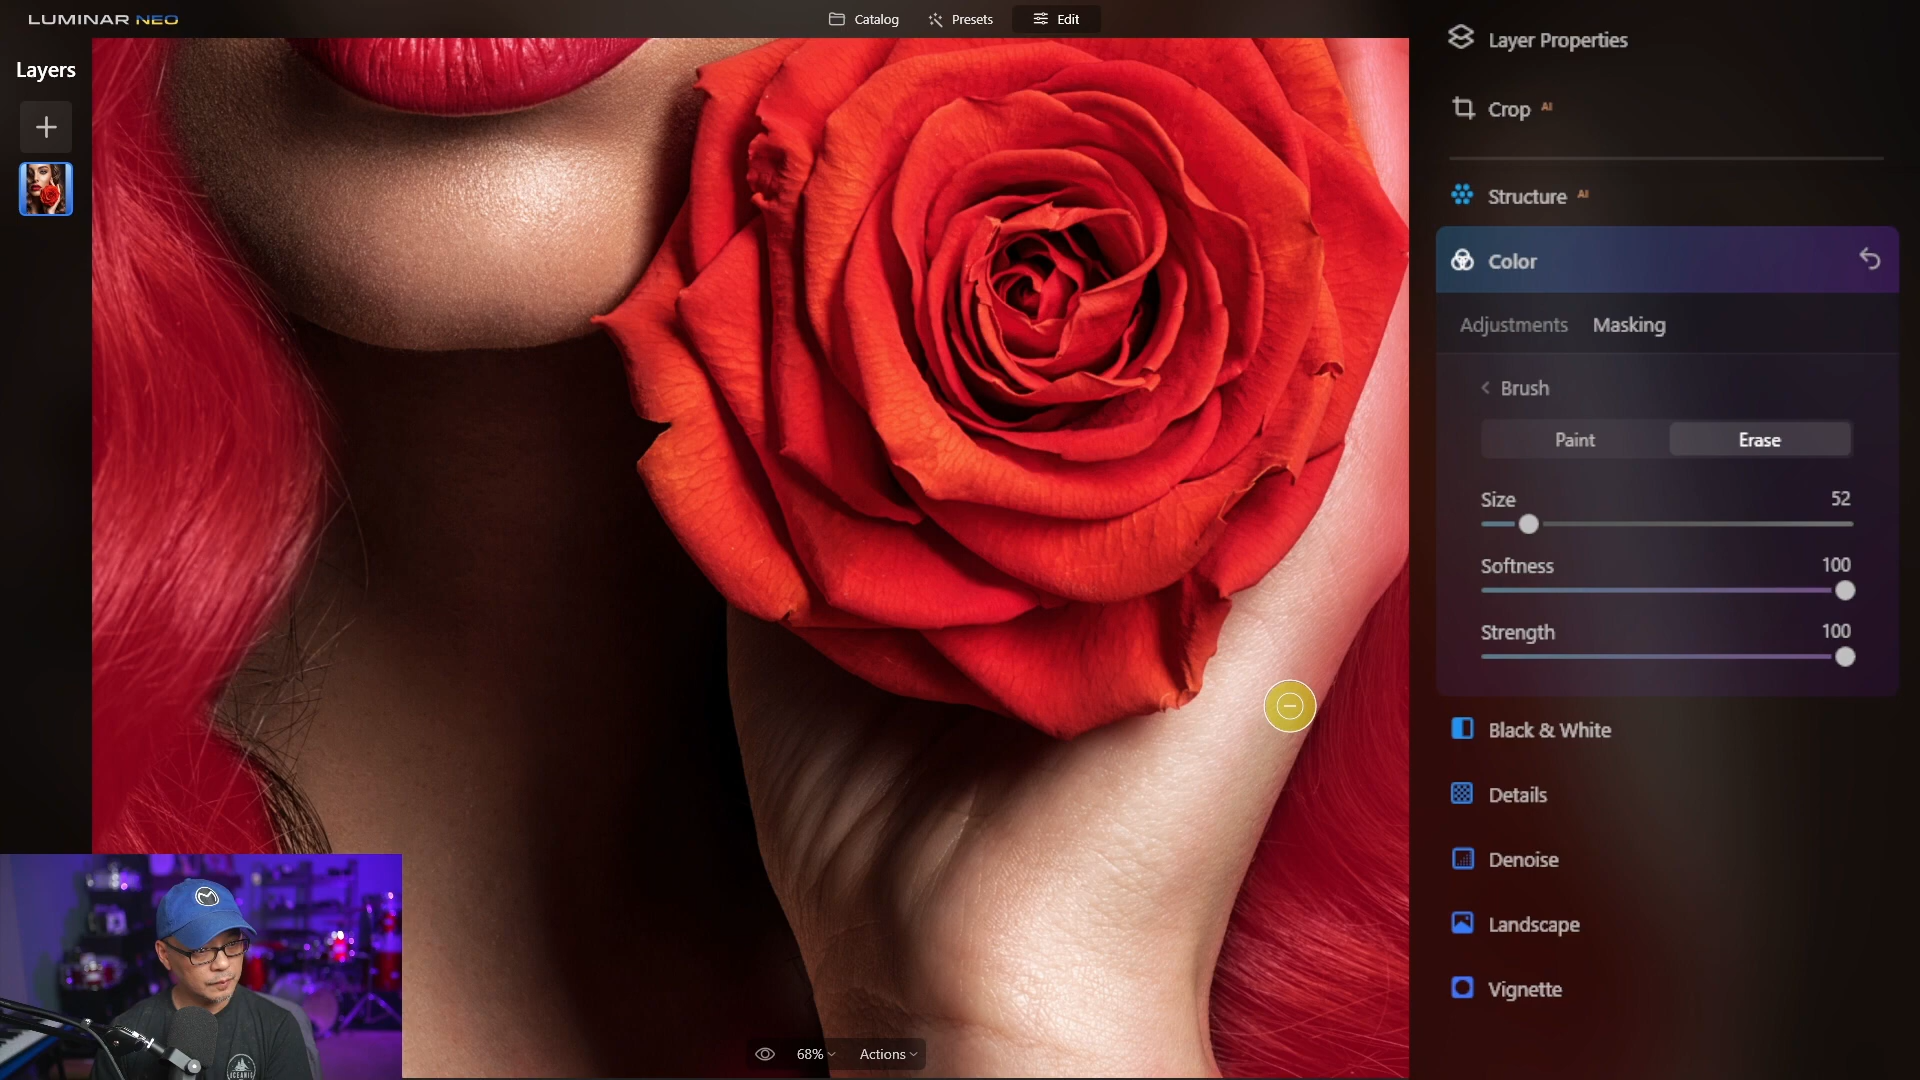 LUMINAR NEO
Catalog
Presets
Edit
Layers
Layer Properties
Crop AI
Structure AI
Color
Adjustments
Masking
Brush
Paint
Erase
Size
52
Softness
100
Strength
100
Black & White
Details
Denoise
Landscape
Vignette
68%
Actions
OCEANIC